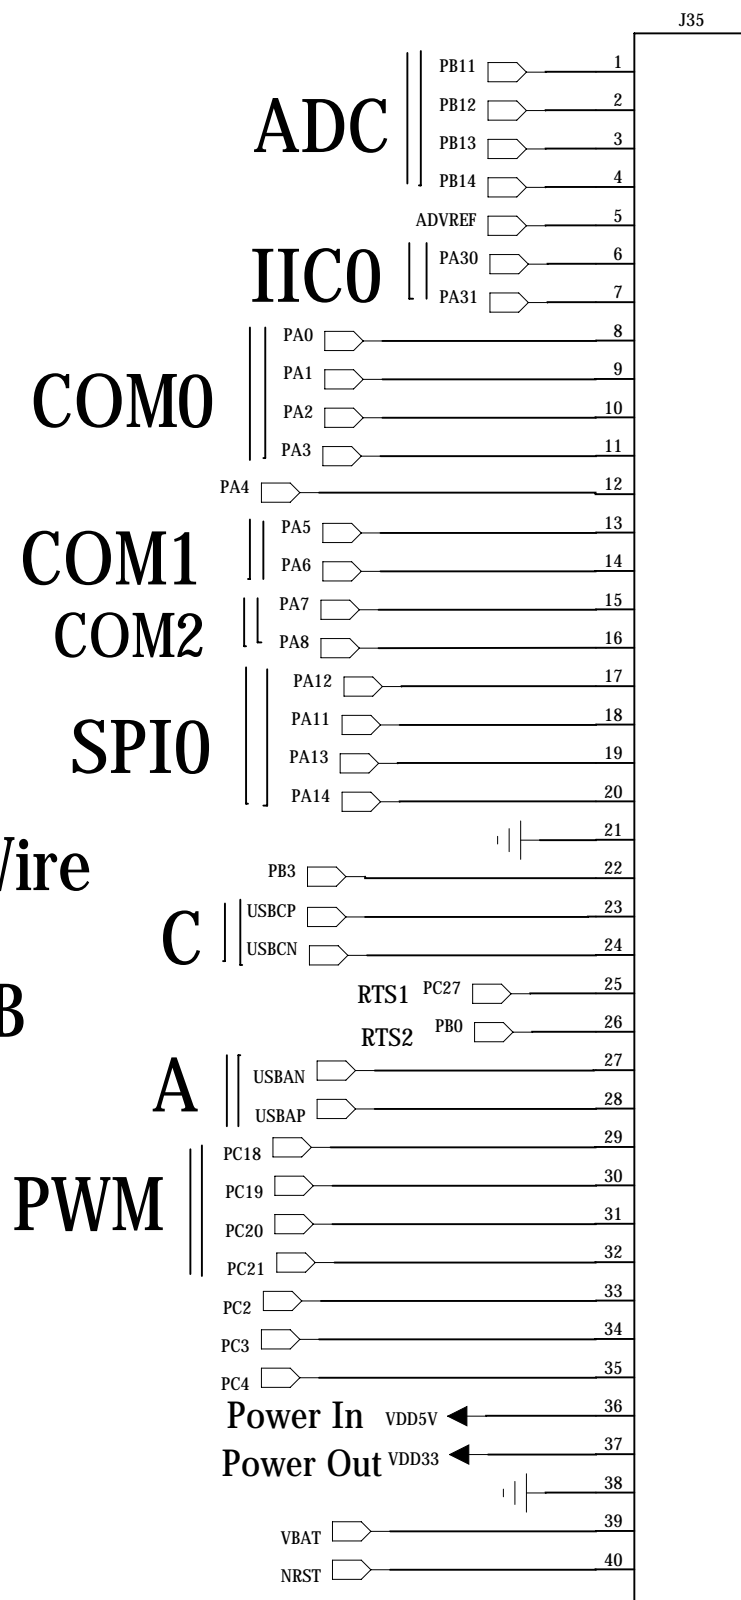 J35
PB11 1
ADC
PB12 2
PB13 3
PB14 4
ADVREF 5
IIC0
PA30 6
PA31 7
PA0 8
COM0
PA1 9
PA2 10
PA3 11
PA4 12
COM1
PA5 13
PA6 14
COM2
PA7 15
PA8 16
PA12 17
SPI0
PA11 18
PA13 19
PA14 20
21
Wire
PB3 22
C
USBCP 23
USBCN 24
RTS1 PC27 25
B
RTS2 PB0 26
A
USBAN 27
USBAP 28
PC18 29
PWM
PC19 30
PC20 31
PC21 32
PC2 33
PC3 34
PC4 35
Power In VDD5V 36
Power Out VDD33 37
38
VBAT 39
NRST 40